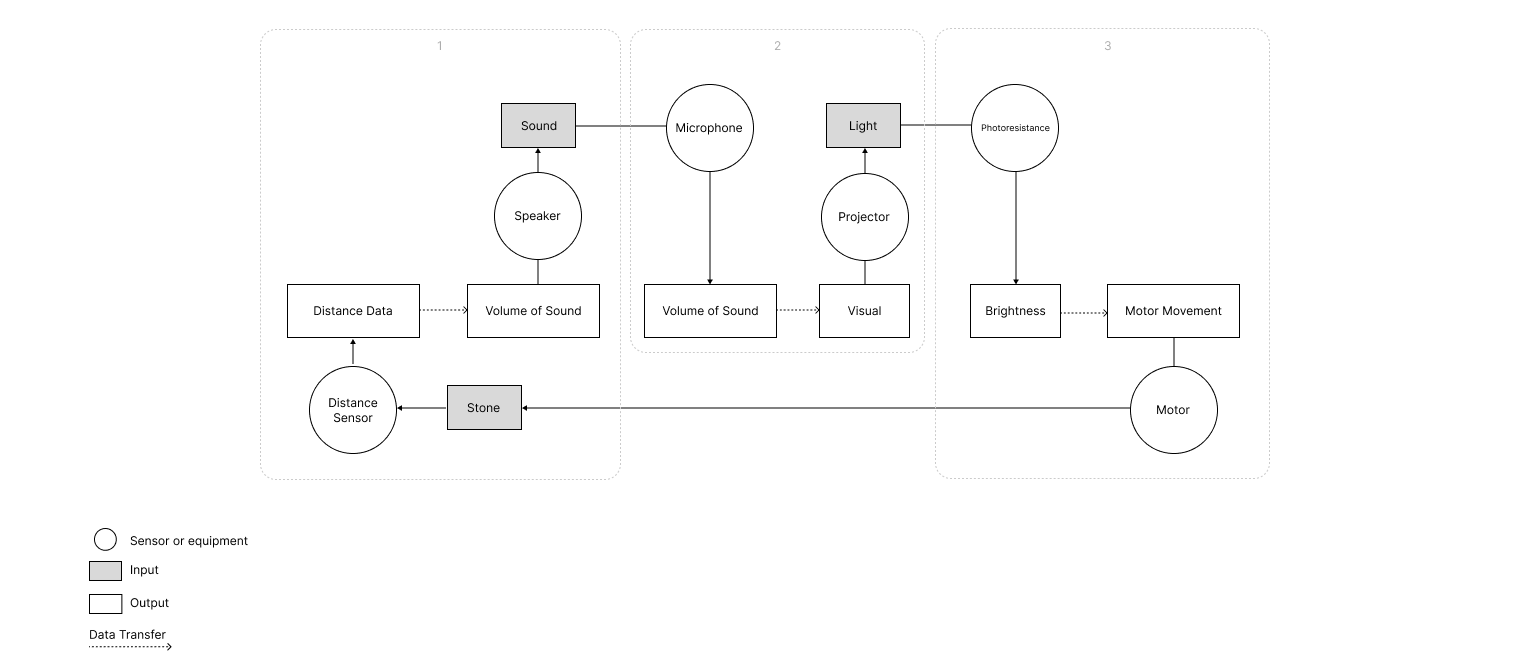 1
2
3
Sound
Microphone
Light
Photoresistance
Speaker
Projector
Distance Data
Volume of Sound
Volume of Sound
Visual
Brightness
Motor Movement
Distance
Sensor
Stone
Motor
Sensor or equipment
Input
Output
Data Transfer